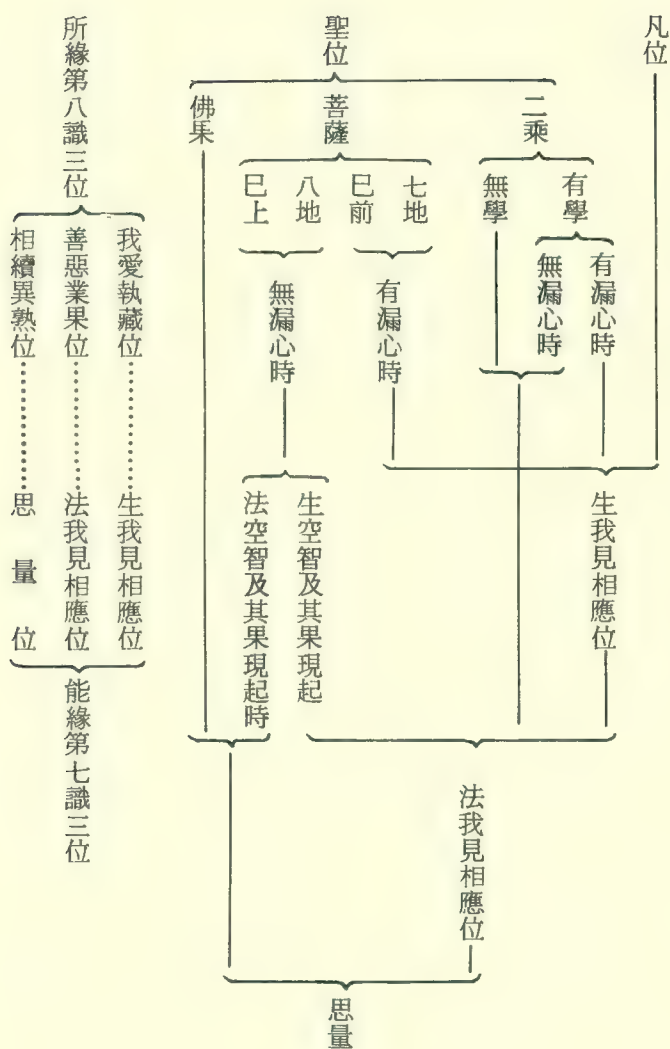 凡位
聖位
二乘
有學
有漏心時
無漏心時
無學
菩薩
七地
巳前
有漏心時
八地
巳上
無漏心時
生空智及其果現起
法空智及其果現起時
佛果
生我見相應位
法我見相應位
思量
所緣第八識三位
我愛執藏位………生我見相應位
善惡業果位………法我見相應位
相續異熟位………思量位
能緣第七識三位